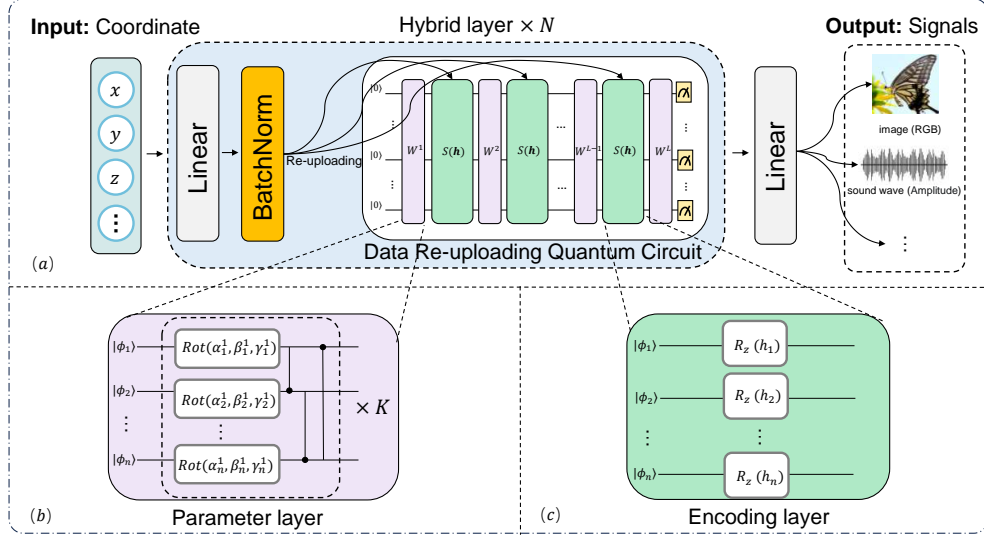 Input: Coordinate
Hybrid layer × N
Output: Signals
x
y
z
⋮
Linear
BatchNorm
Re-uploading
|0⟩
⋮
|0⟩
⋮
|0⟩
W¹
S(h)
W²
S(h)
...
...
...
Wᴸ⁻¹
S(h)
Wᴸ
⋮
⋮
Linear
image (RGB)
sound wave (Amplitude)
⋮
Data Re-uploading Quantum Circuit
(a)
|ϕ₁⟩
Rot(α₁¹, β₁¹, γ₁¹)
|ϕ₂⟩
Rot(α₂¹, β₂¹, γ₂¹)
⋮
⋮
|ϕₙ⟩
Rot(αₙ¹, βₙ¹, γₙ¹)
× K
(b)
Parameter layer
|ϕ₁⟩
R_z (h₁)
|ϕ₂⟩
R_z (h₂)
⋮
⋮
|ϕₙ⟩
R_z (hₙ)
(c)
Encoding layer